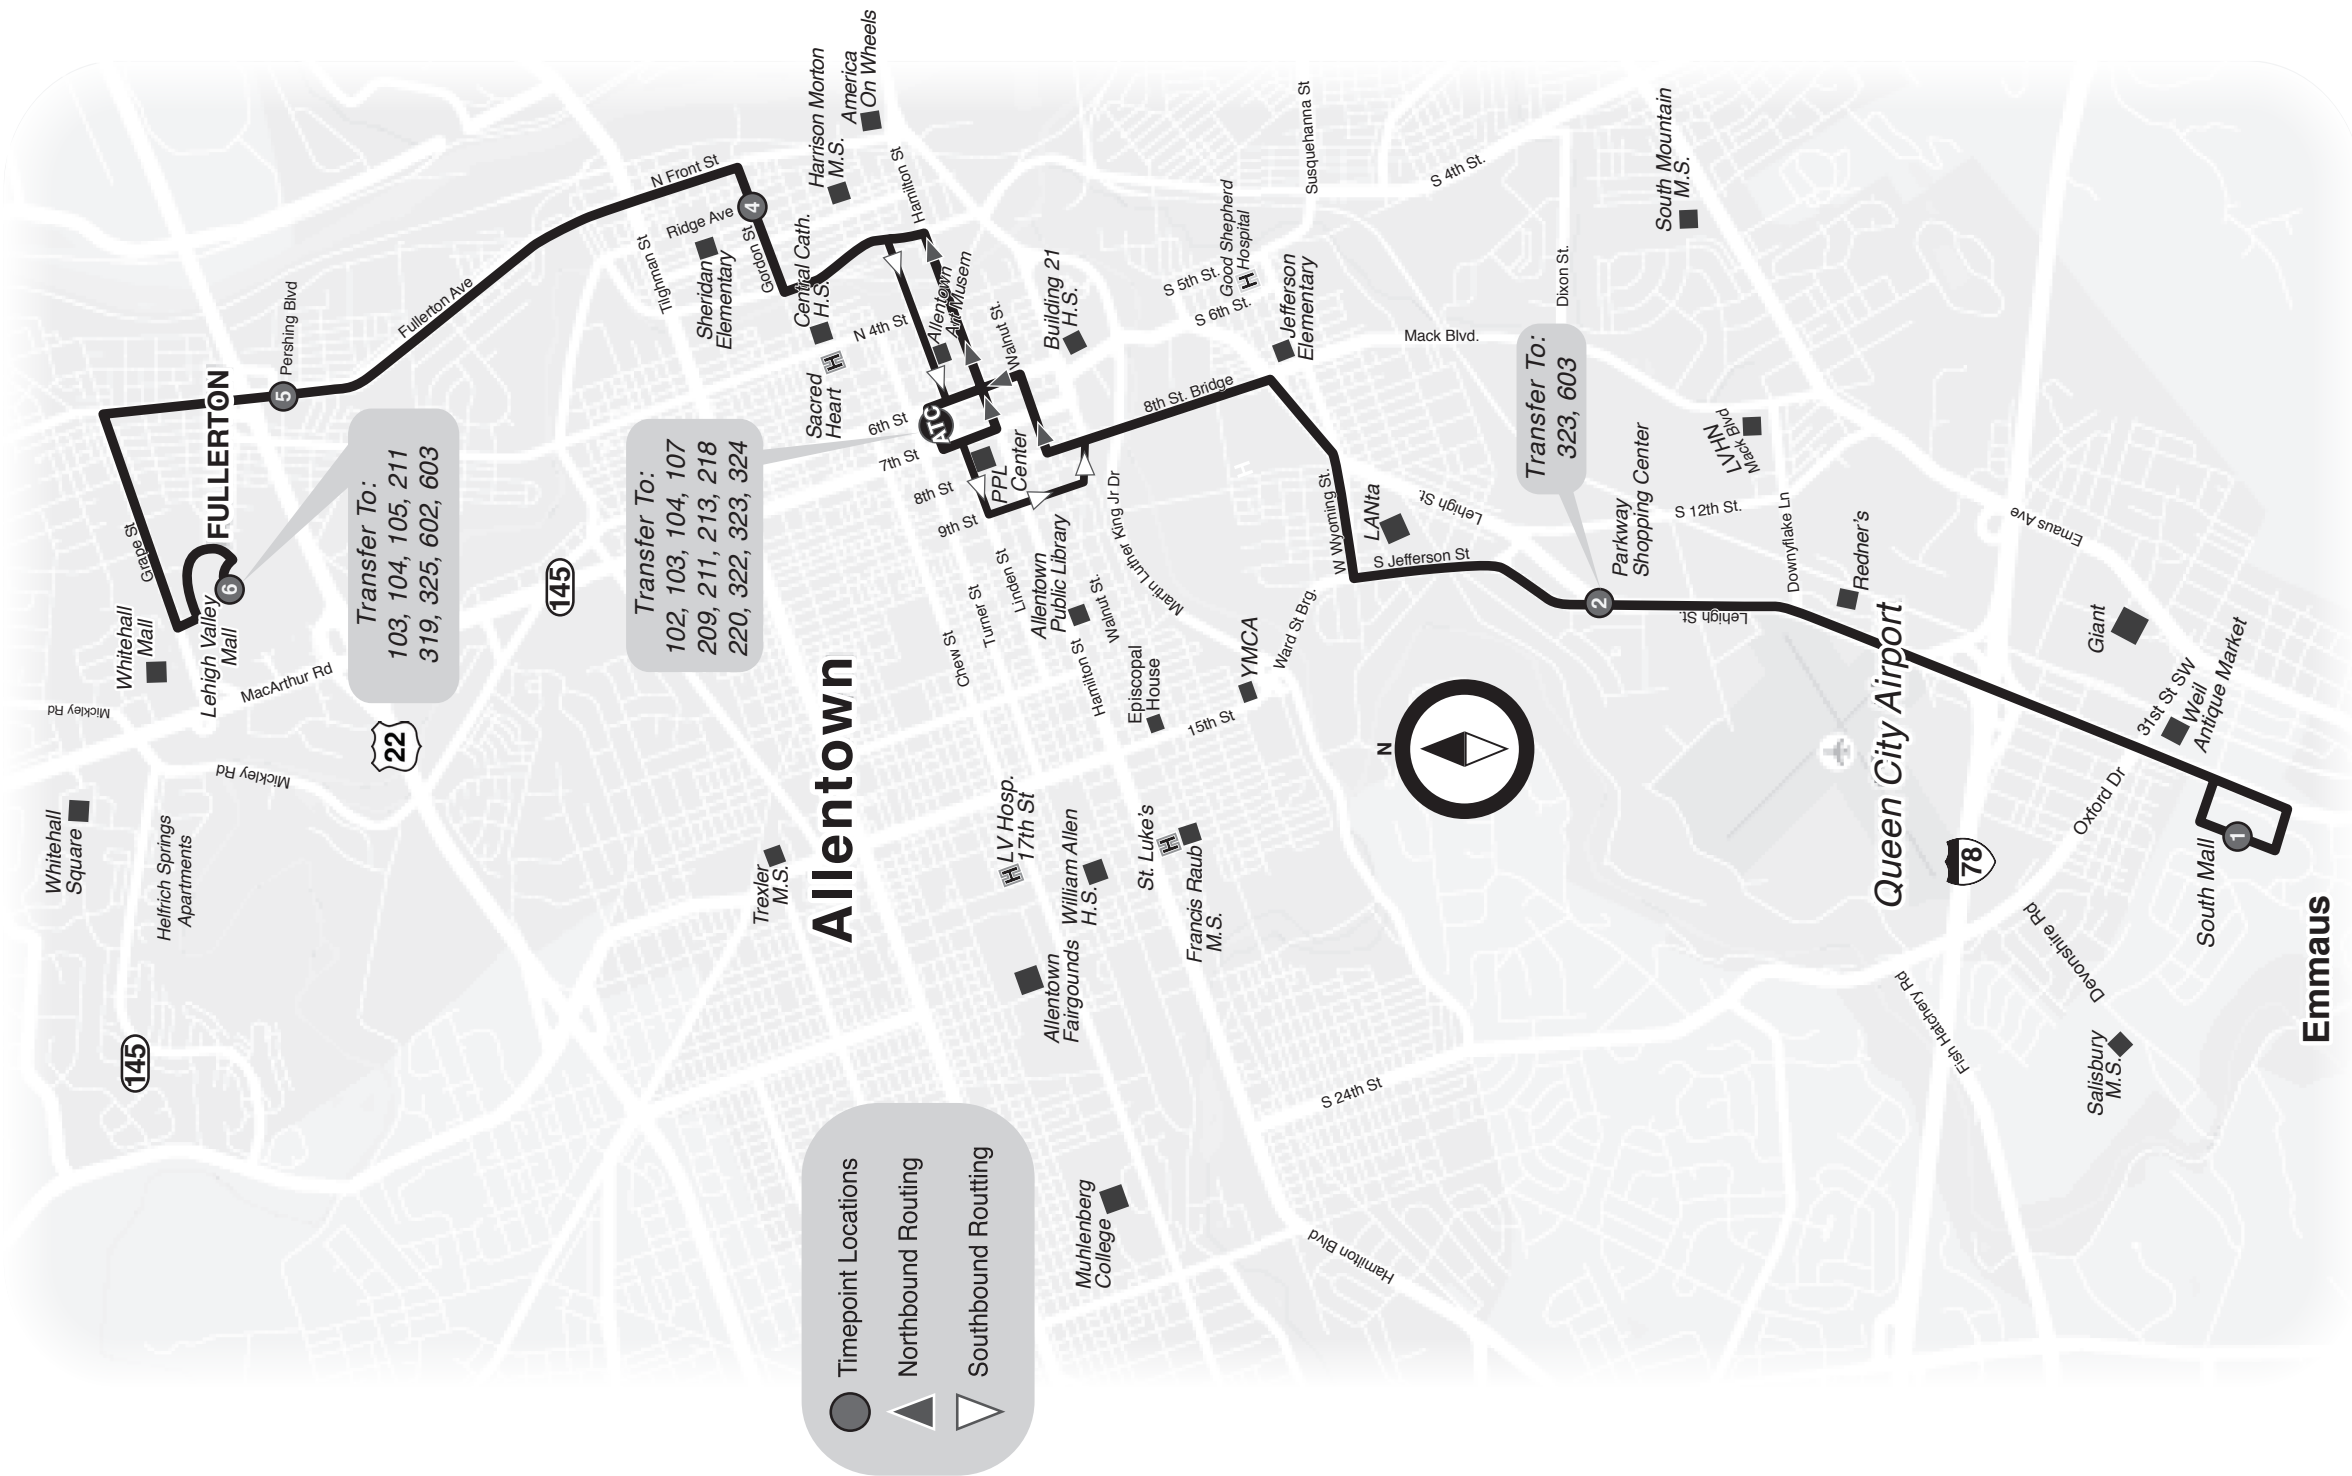 Whitehall
Square
Helfrich Springs
Apartments
145
Mickley Rd
Mickley Rd
Whitehall
Mall
Lehigh Valley
Mall
MacArthur Rd
22
Grape St
FULLERTON
6
5
Pershing Blvd
Fullerton Ave
Transfer To:
103, 104, 105, 211
319, 325, 602, 603
145
Transfer To:
102, 103, 104, 107
209, 211, 213, 218
220, 322, 323, 324
N Front St
Ridge Ave
4
Gordon St
Tilghman St
Sheridan
Elementary
Central Cath.
H.S.
Harrison Morton
M.S.
America
On Wheels
Hamilton St
N 4th St
Sacred
Heart
H
Allentown
Art Musem
Walnut St.
6th St
7th St
8th St
9th St
ATC
PPL
Center
Building 21
H.S.
Allentown
Trexler
M.S.
Chew St
Turner St
Linden St
Allentown
Public Library
Walnut St.
Hamilton St
Martin Luther King Jr Dr
Episcopal
House
15th St
YMCA
Ward St Brg.
H
LV Hosp.
17th St
William Allen
H.S.
Allentown
Fairgounds
St. Luke's
H
Francis Raub
M.S.
Muhlenberg
College
S 24th St
Hamilton Blvd
8th St. Bridge
S 5th St.
S 6th St.
Good Shepherd
Hospital
H
Jefferson
Elementary
Susquehanna St
S 4th St.
Mack Blvd.
Dixon St.
South Mountain
M.S.
W Wyoming St.
LANta
Lehigh St.
S Jefferson St
Transfer To:
323, 603
2
Parkway
Shopping Center
S 12th St.
LVHN
Mack Blvd
Downyflake Ln
Lehigh St.
Redner's
Queen City Airport
Emaus Ave
Giant
31st St SW
Weil
Antique Market
78
Oxford Dr
Devonshire Rd
Fish Hatchery Rd
Salisbury
M.S.
South Mall
1
Emmaus
N
Timepoint Locations
Northbound Routing
Southbound Routting
H